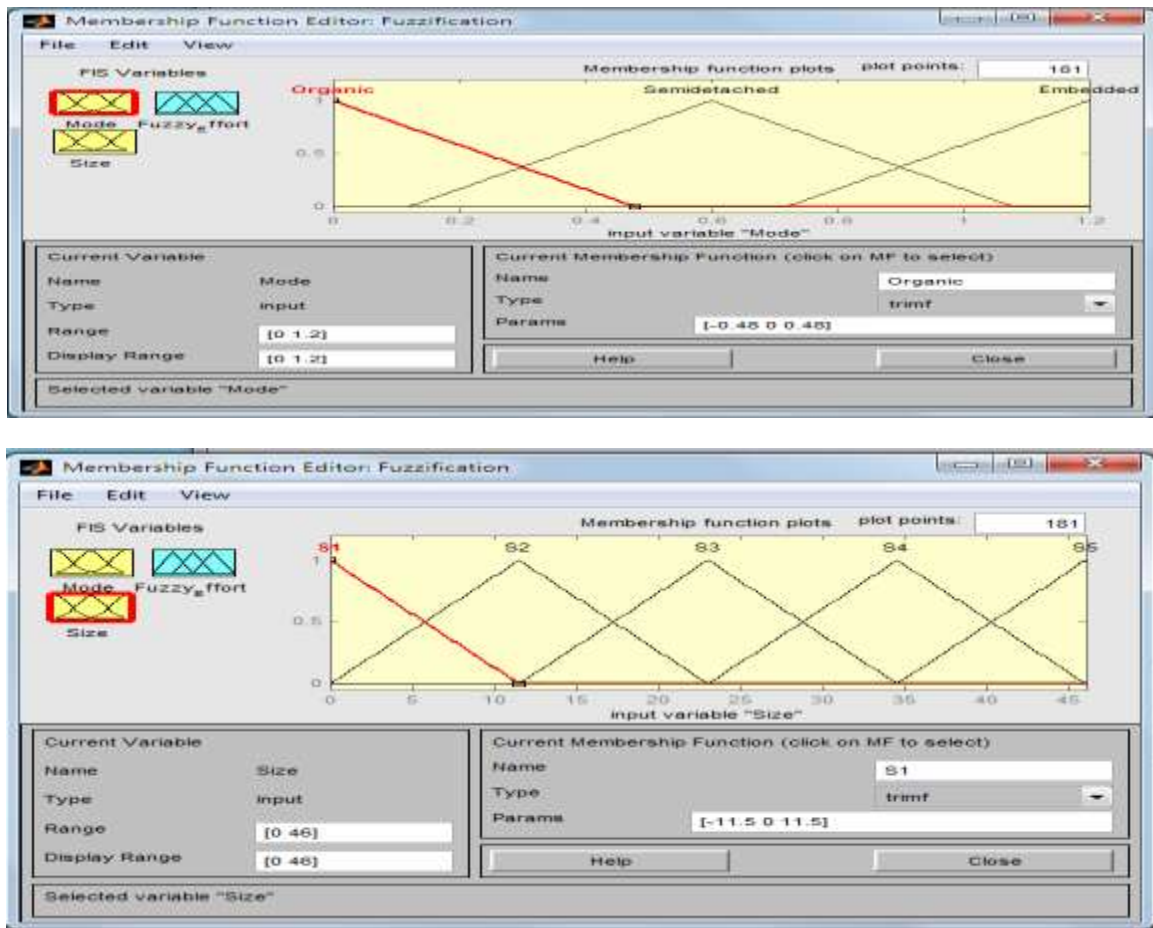 Membership Function Editor: Fuzzification
File Edit View
FIS Variables
Membership function plots plot points: 181
Organic Semidetached Embedded
Mode Fuzzyeffort
Size
1
0.5
0
0 0.2 0.4 0.6 0.8 1 1.2
input variable "Mode"
Current Variable
Current Membership Function (click on MF to select)
Name Mode
Name Organic
Type input
Type trimf
Range [0 1.2]
Params [-0.48 0 0.48]
Display Range [0 1.2]
Help Close
Selected variable "Mode"
Membership Function Editor: Fuzzification
File Edit View
FIS Variables
Membership function plots plot points: 181
S1 S2 S3 S4 S5
Mode Fuzzyeffort
Size
1
0.5
0
0 5 10 15 20 25 30 35 40 45
input variable "Size"
Current Variable
Current Membership Function (click on MF to select)
Name Size
Name S1
Type input
Type trimf
Range [0 46]
Params [-11.5 0 11.5]
Display Range [0 46]
Help Close
Selected variable "Size"